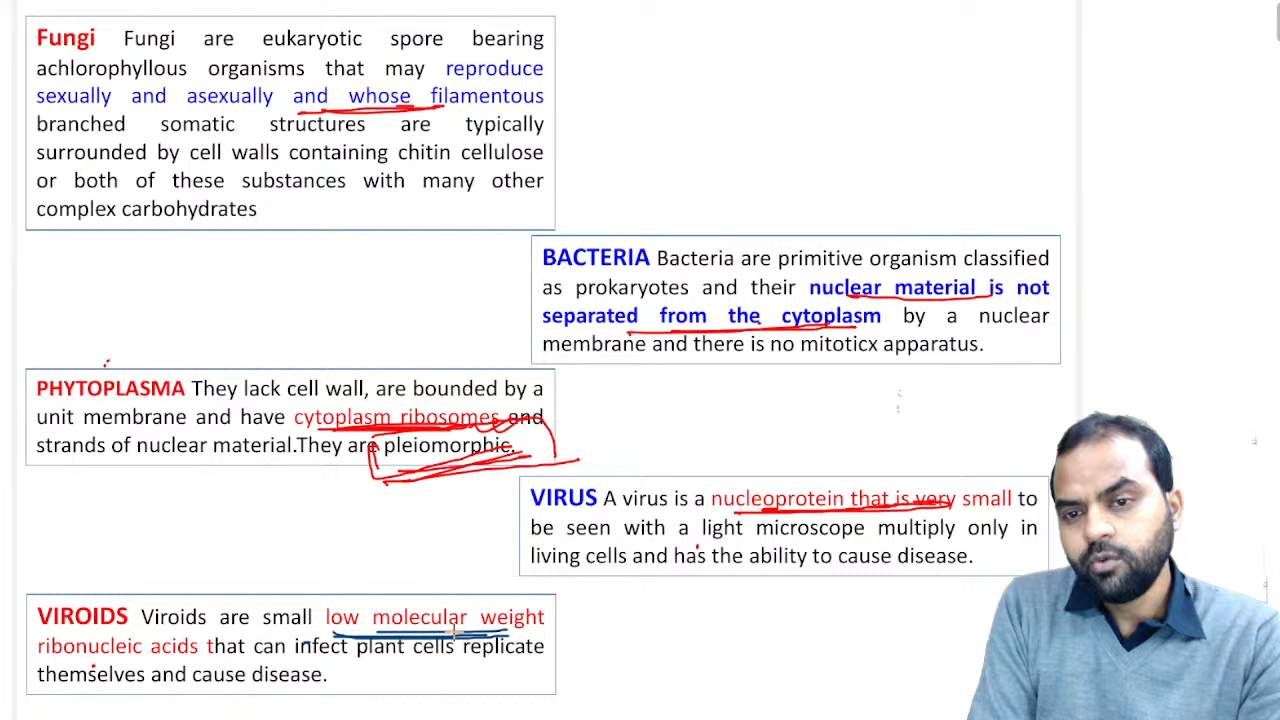 Fungi Fungi are eukaryotic spore bearing
achlorophyllous organisms that may reproduce
sexually and asexually and whose filamentous
branched somatic structures are typically
surrounded by cell walls containing chitin cellulose
or both of these substances with many other
complex carbohydrates
BACTERIA Bacteria are primitive organism classified
as prokaryotes and their nuclear material is not
separated from the cytoplasm by a nuclear
membrane and there is no mitoticx apparatus.
PHYTOPLASMA They lack cell wall, are bounded by a
unit membrane and have cytoplasm ribosomes and
strands of nuclear material.They are pleiomorphic.
VIRUS A virus is a nucleoprotein that is very small to
be seen with a light microscope multiply only in
living cells and has the ability to cause disease.
VIROIDS Viroids are small low molecular weight
ribonucleic acids that can infect plant cells replicate
themselves and cause disease.